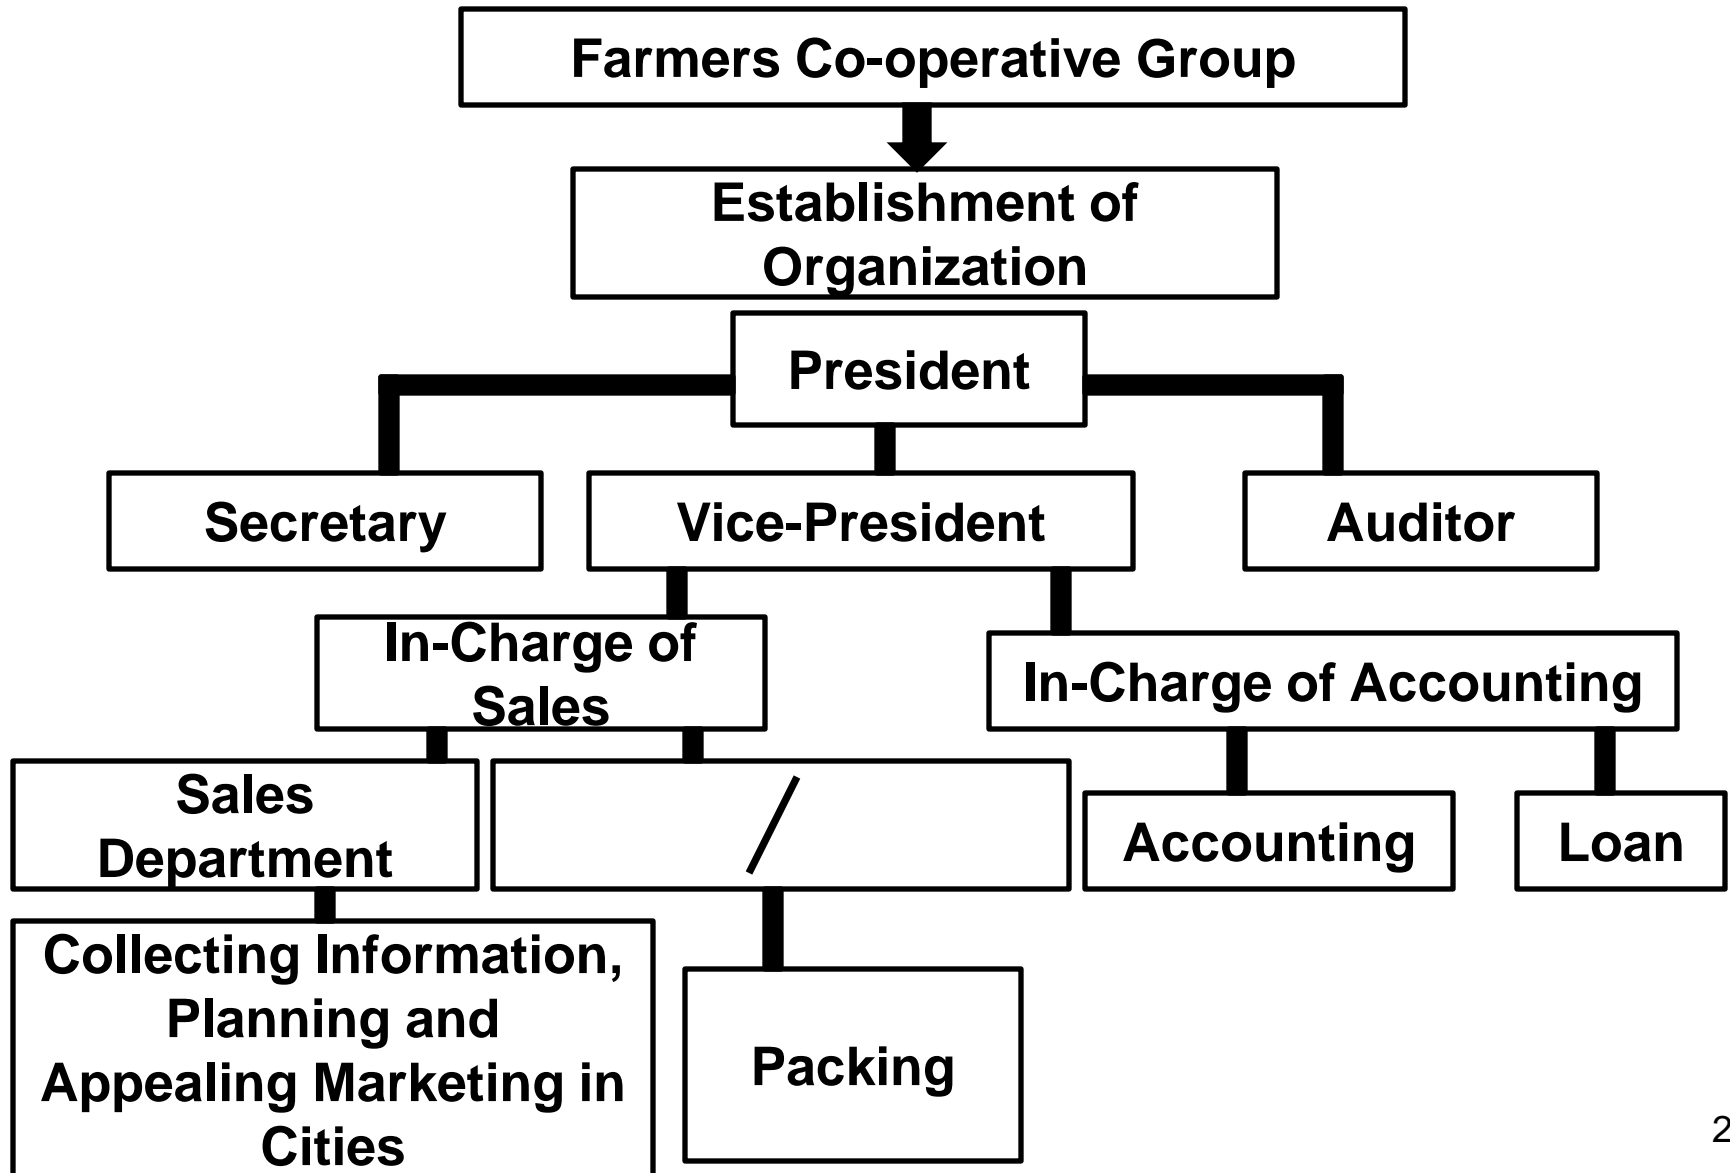 Farmers Co-operative Group
Establishment of
Organization
President
Secretary
Vice-President
Auditor
In-Charge of
Sales
In-Charge of Accounting
Sales
Department
/
Accounting
Loan
Collecting Information,
Planning and
Appealing Marketing in
Cities
Packing
2